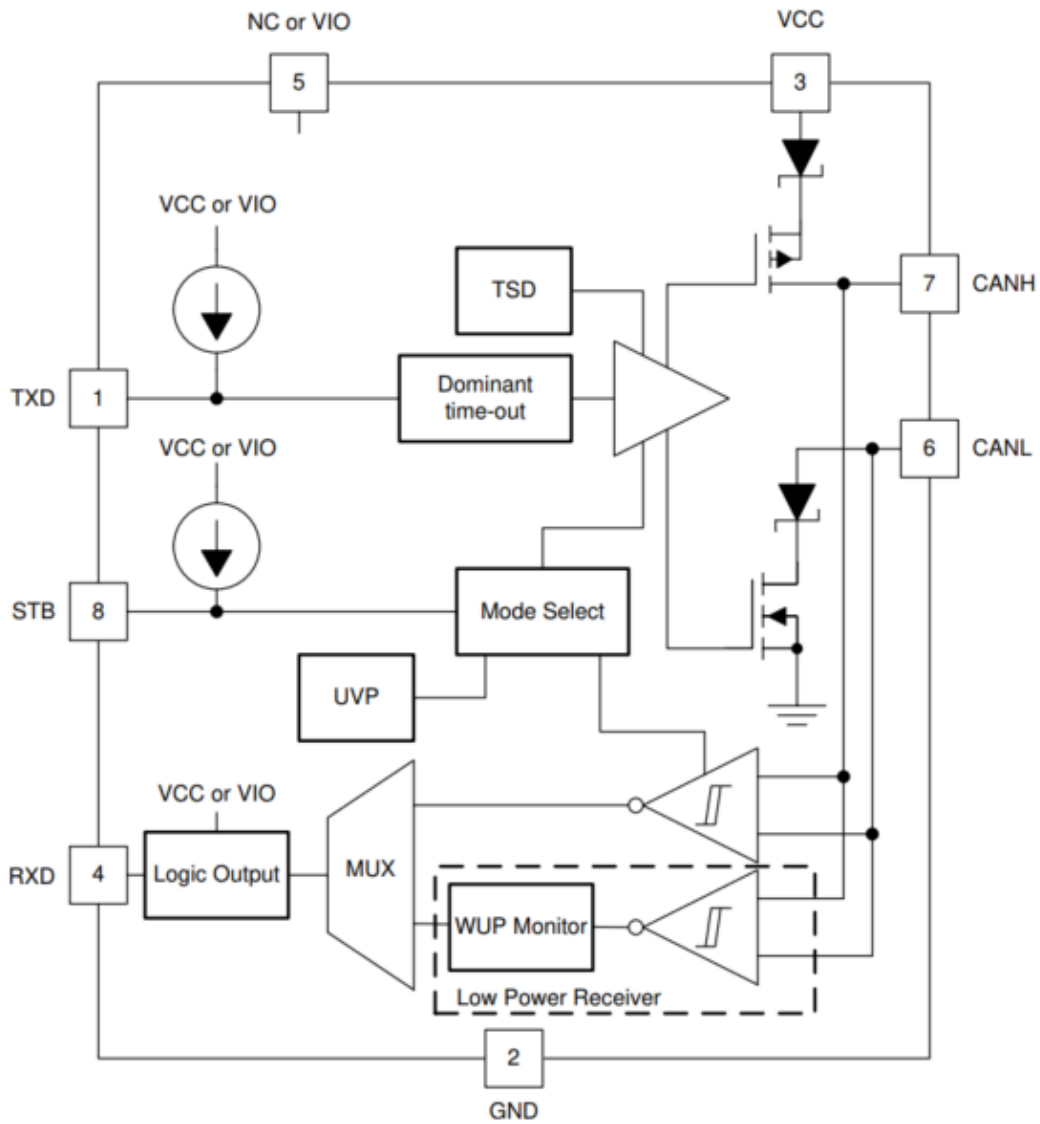 NC or VIO
VCC
5
3
VCC or VIO
TSD
7
CANH
TXD
1
Dominant
time-out
VCC or VIO
6
CANL
STB
8
Mode Select
UVP
VCC or VIO
RXD
4
Logic Output
MUX
WUP Monitor
Low Power Receiver
2
GND